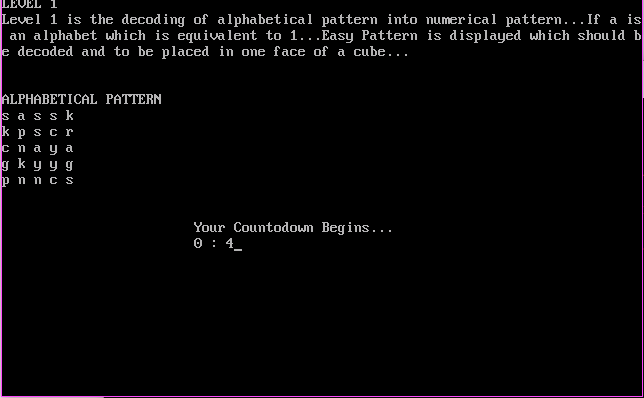 LEVEL 1
Level 1 is the decoding of alphabetical pattern into numerical pattern...If a is
 an alphabet which is equivalent to 1...Easy Pattern is displayed which should b
e decoded and to be placed in one face of a cube...
ALPHABETICAL PATTERN
s a s s k
k p s c r
c n a y a
g k y y g
p n n c s
Your Countodown Begins...
0 : 4_